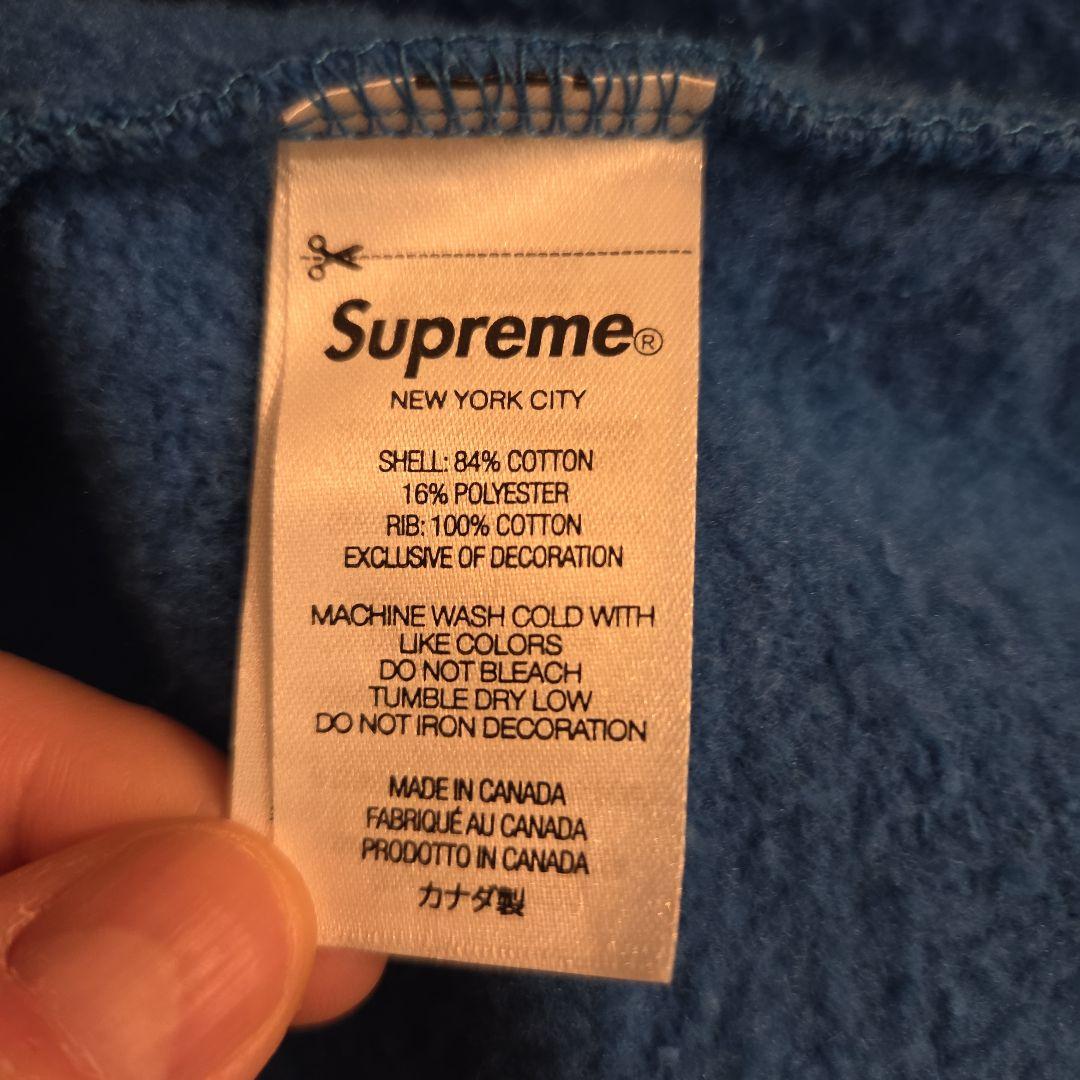 Supreme®
NEW YORK CITY
SHELL: 84% COTTON
16% POLYESTER
RIB: 100% COTTON
EXCLUSIVE OF DECORATION
MACHINE WASH COLD WITH
LIKE COLORS
DO NOT BLEACH
TUMBLE DRY LOW
DO NOT IRON DECORATION
MADE IN CANADA
FABRIQUÉ AU CANADA
PRODOTTO IN CANADA
カナダ製